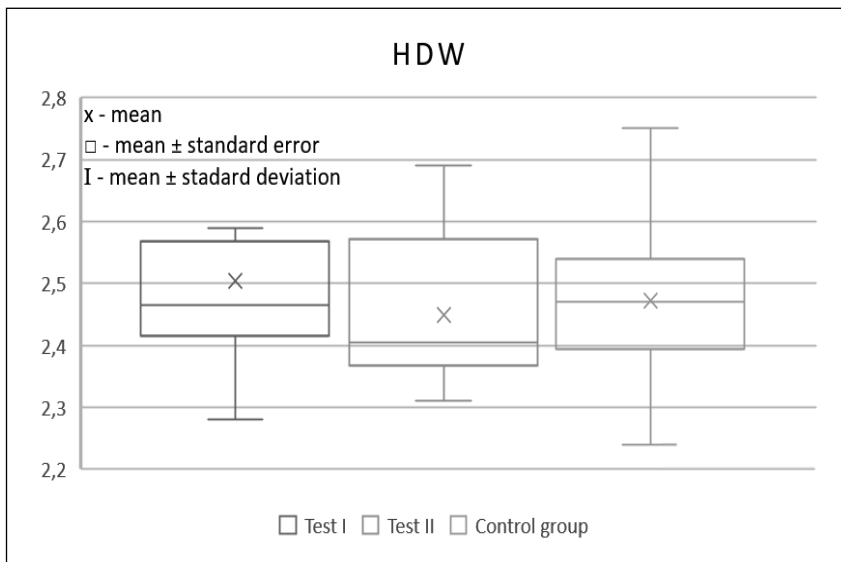 HDW
2,8
x - mean
□ - mean ± standard error
2,7
I - mean ± stadard deviation
2,6
2,5
2,4
2,3
2,2
Test I Test II Control group